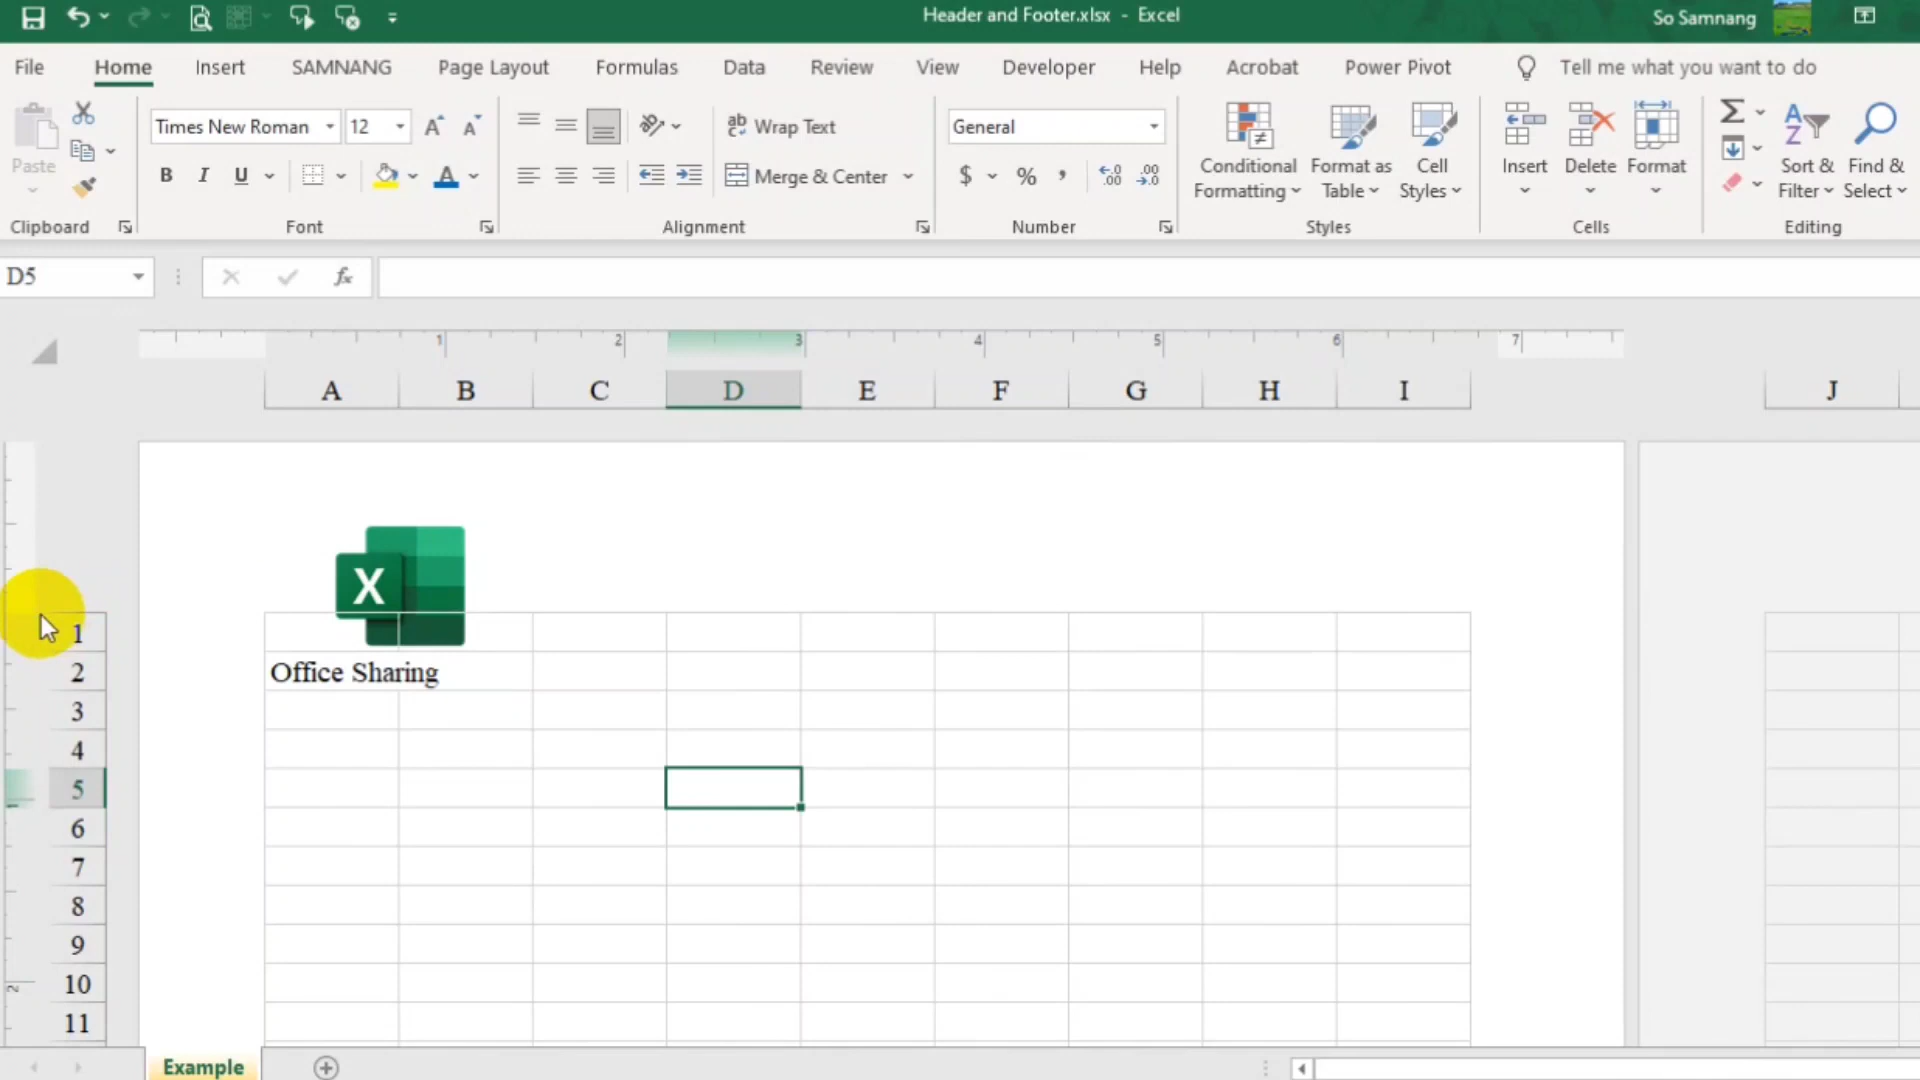 Header and Footer.xlsx - Excel
So Samnang
File Home Insert SAMNANG Page Layout Formulas Data Review View Developer Help Acrobat Power Pivot Tell me what you want to do
Paste
Clipboard
Times New Roman 12
B I U
Font
Wrap Text
Merge & Center
Alignment
General
$ % ,
Number
Conditional Formatting
Format as Table
Cell Styles
Styles
Insert Delete Format
Cells
Sort & Filter
Find & Select
Editing
D5 fx
1 2 3 4 5 6 7
A B C D E F G H I J
X
1
2 Office Sharing
3
4
5
6
7
8
9
10
11
2
Example